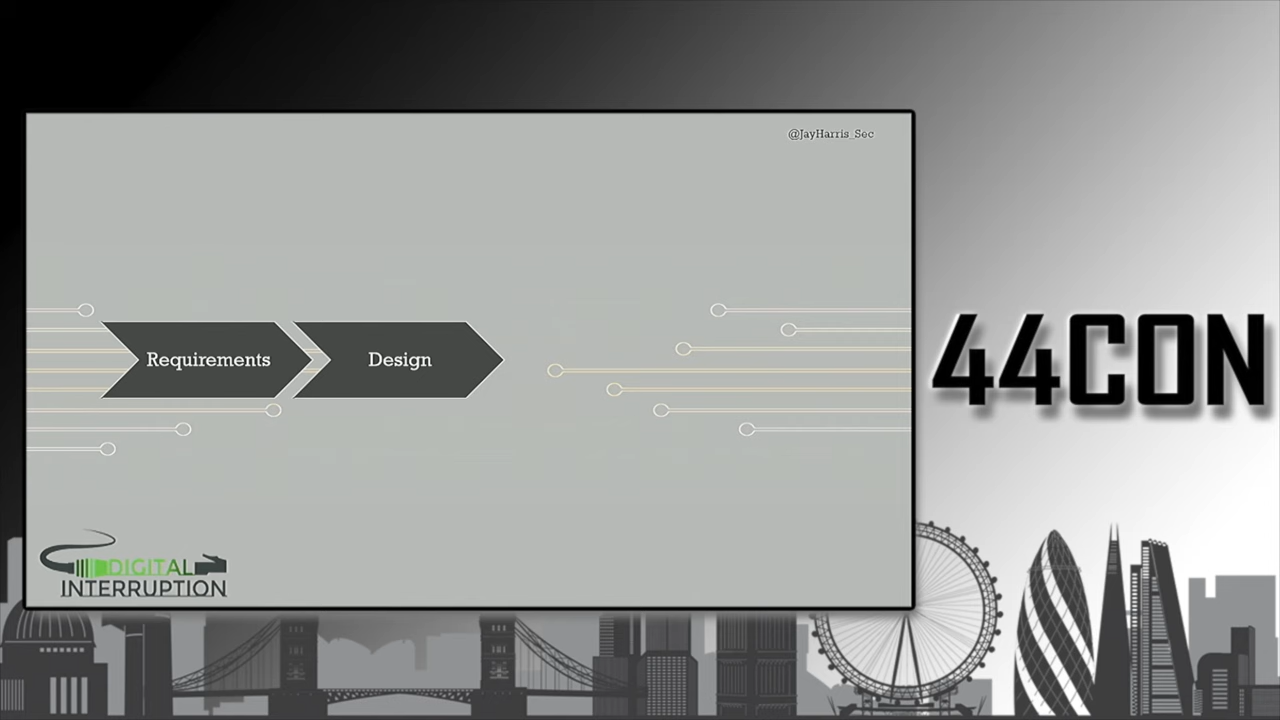 @JayHarris_Sec
Requirements
Design
44CON
DIGITAL
INTERRUPTION